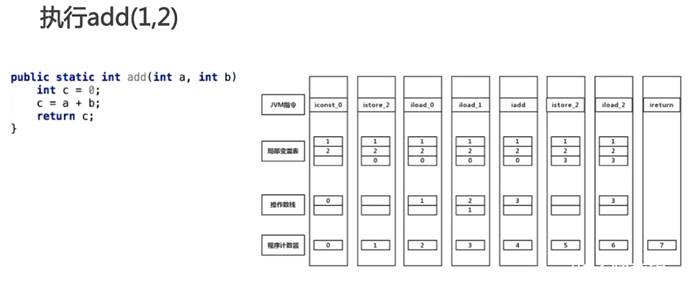 执行add(1,2)
public static int add(int a, int b)
int c = 0;
c = a + b;
return c;
}
JVM指令 iconst_0 istore_2 iload_0 iload_1 iadd istore_2 iload_2 ireturn
局部变量表 1 1 1 1 1 1 1
2 2 2 2 2 2 2
0 0 0 0 3 3
操作数栈 0 1 2 3 3
1
程序计数器 0 1 2 3 4 5 6 7